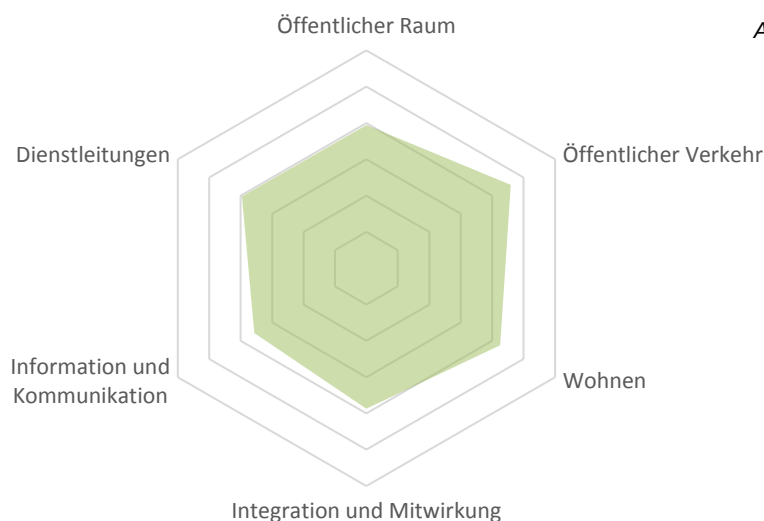 Öffentlicher Raum
A
Dienstleitungen
Öffentlicher Verkehr
Information und
Kommunikation
Wohnen
Integration und Mitwirkung